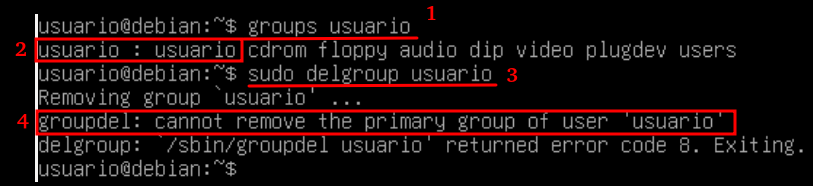 usuario@debian:~$ groups usuario 1
2 usuario : usuario cdrom floppy audio dip video plugdev users
usuario@debian:~$ sudo delgroup usuario 3
Removing group `usuario' ...
4 groupdel: cannot remove the primary group of user 'usuario'
delgroup: `/sbin/groupdel usuario' returned error code 8. Exiting.
usuario@debian:~$